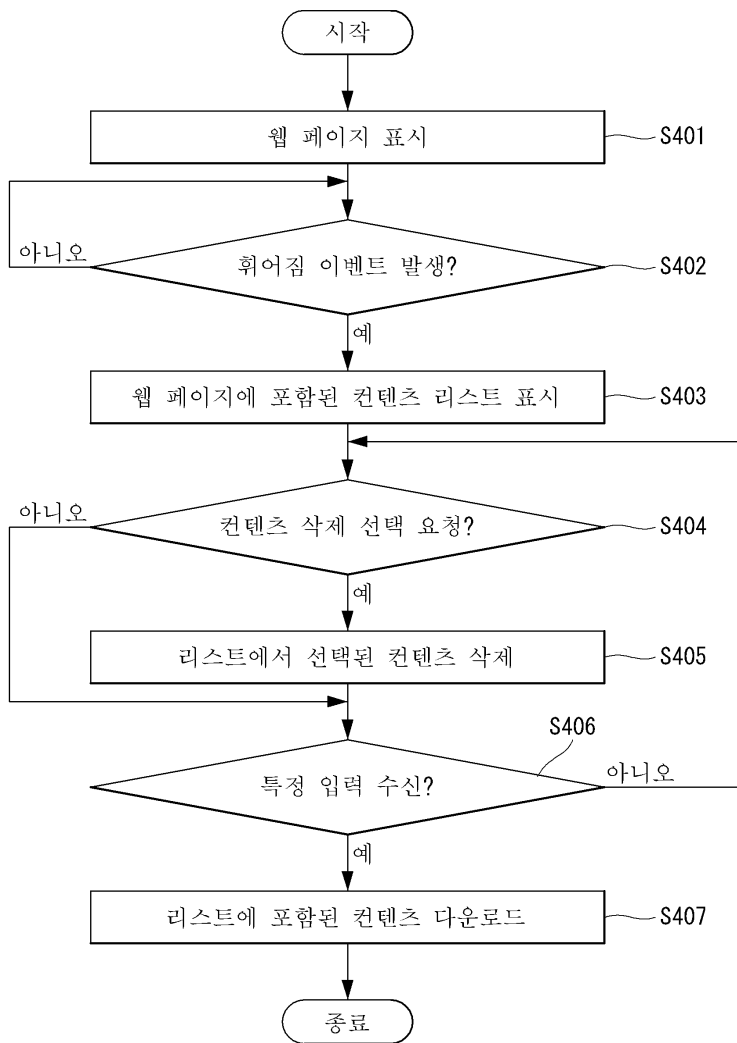 시작
웹 페이지 표시
S401
아니오
휘어짐 이벤트 발생?
S402
예
웹 페이지에 포함된 컨텐츠 리스트 표시
S403
아니오
컨텐츠 삭제 선택 요청?
S404
예
리스트에서 선택된 컨텐츠 삭제
S405
S406
특정 입력 수신?
아니오
예
리스트에 포함된 컨텐츠 다운로드
S407
종료